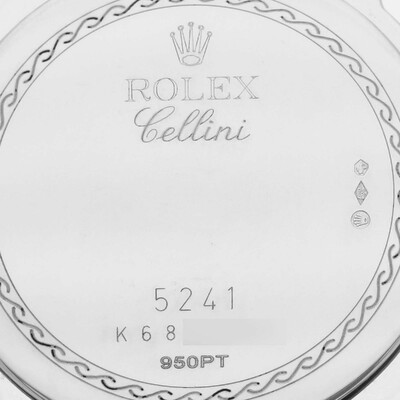 ROLEX
Cellini
5241
K68
950PT